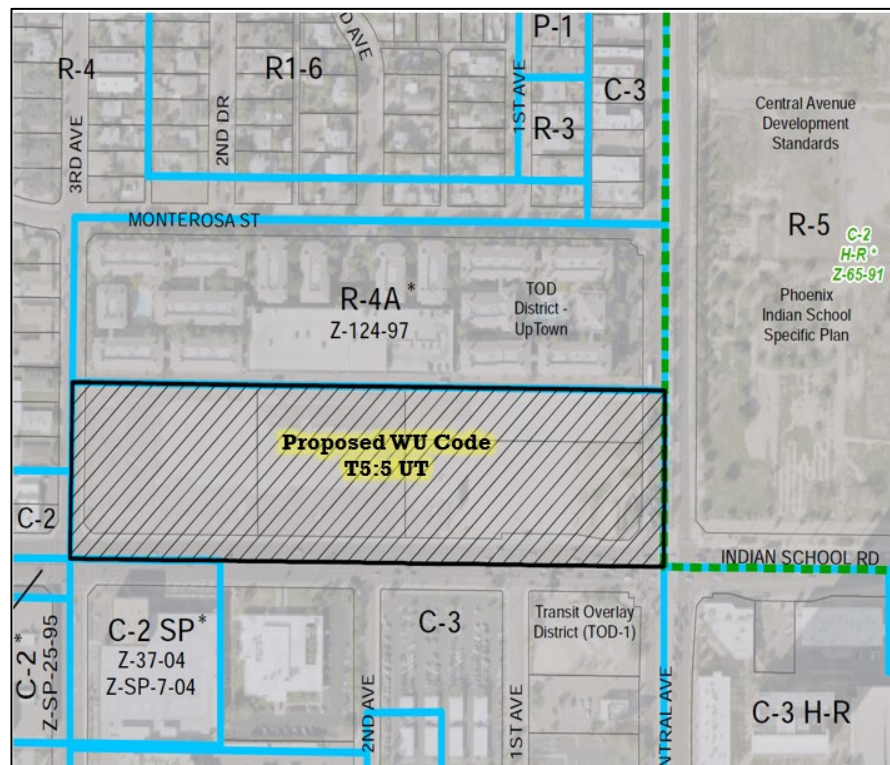 R-4
R1-6
P-1
C-3
R-3
3RD AVE
2ND DR
D AVE
1ST AVE
Central Avenue
Development
Standards
R-5
C-2
H-R *
Z-65-91
Phoenix
Indian School
Specific Plan
MONTEROSA ST
R-4A *
Z-124-97
TOD
District -
UpTown
Proposed WU Code
T5:5 UT
C-2
INDIAN SCHOOL RD
C-2 *
Z-SP-25-95
C-2 SP *
Z-37-04
Z-SP-7-04
2ND AVE
C-3
1ST AVE
Transit Overlay
District (TOD-1)
NTRAL AVE
C-3 H-R